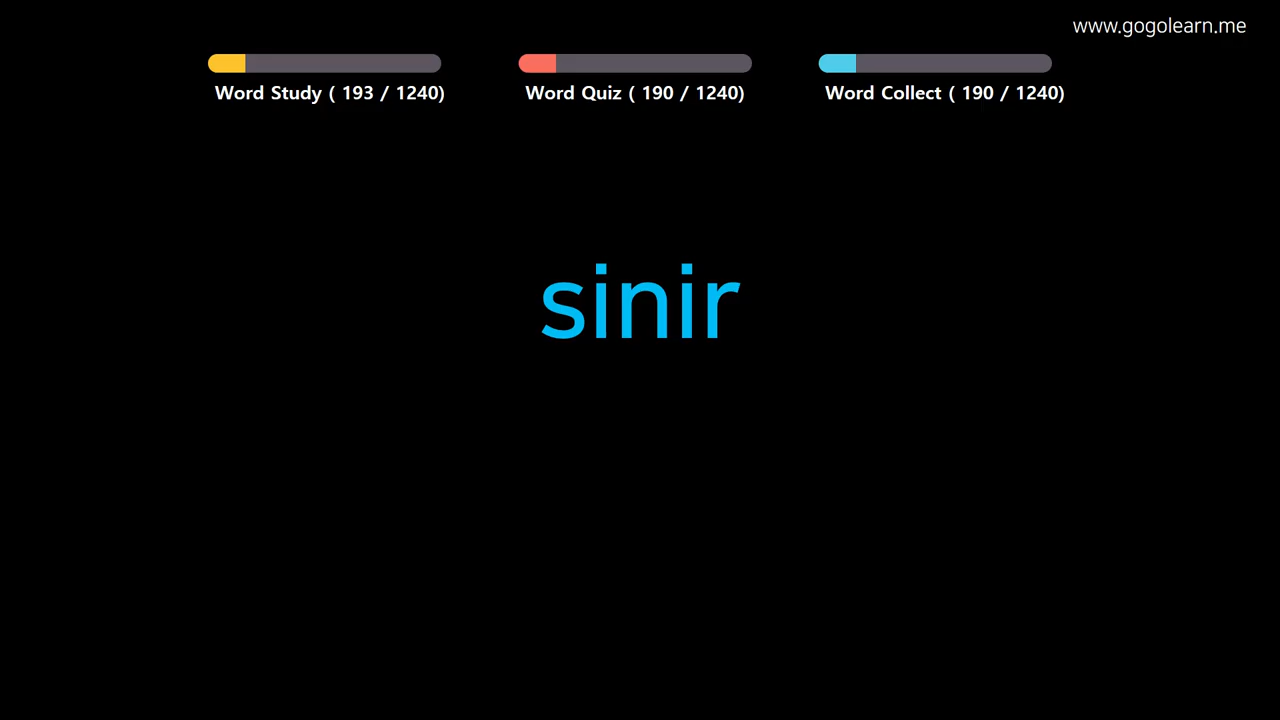 www.gogolearn.me
Word Study ( 193 / 1240)
Word Quiz ( 190 / 1240)
Word Collect ( 190 / 1240)
sinir